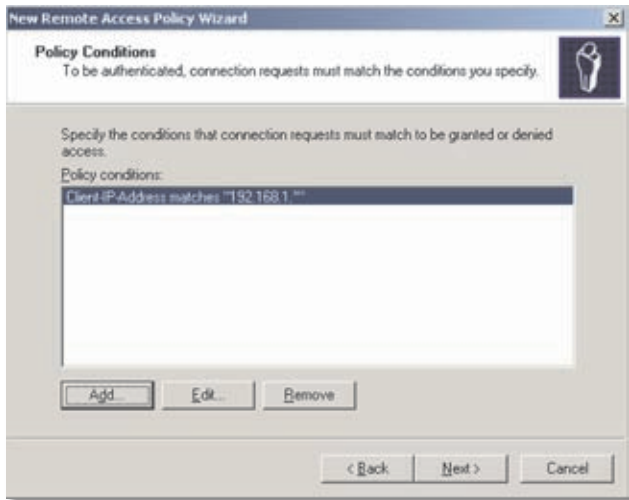 New Remote Access Policy Wizard
Policy Conditions
To be authenticated, connection requests must match the conditions you specify.
Specify the conditions that connection requests must match to be granted or denied
access.
Policy conditions:
Client-IP-Address matches "192.168.1.*"
Add...
Edit...
Remove
< Back
Next >
Cancel